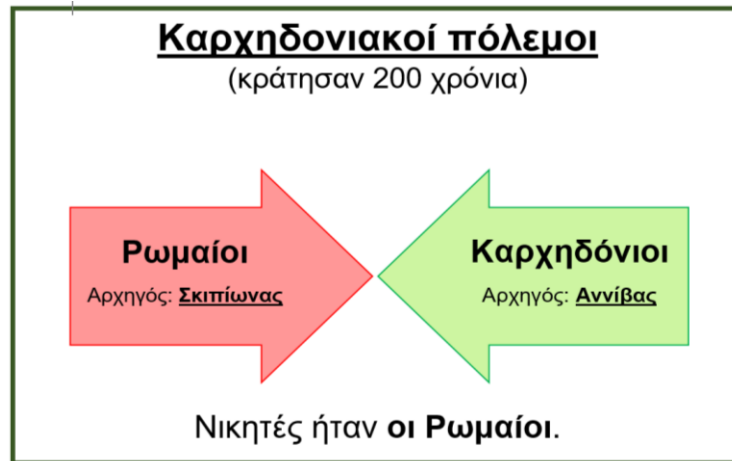 Καρχηδονιακοί πόλεμοι
(κράτησαν 200 χρόνια)
Ρωμαίοι
Αρχηγός: Σκιπίωνας
Καρχηδόνιοι
Αρχηγός: Αννίβας
Νικητές ήταν οι Ρωμαίοι.